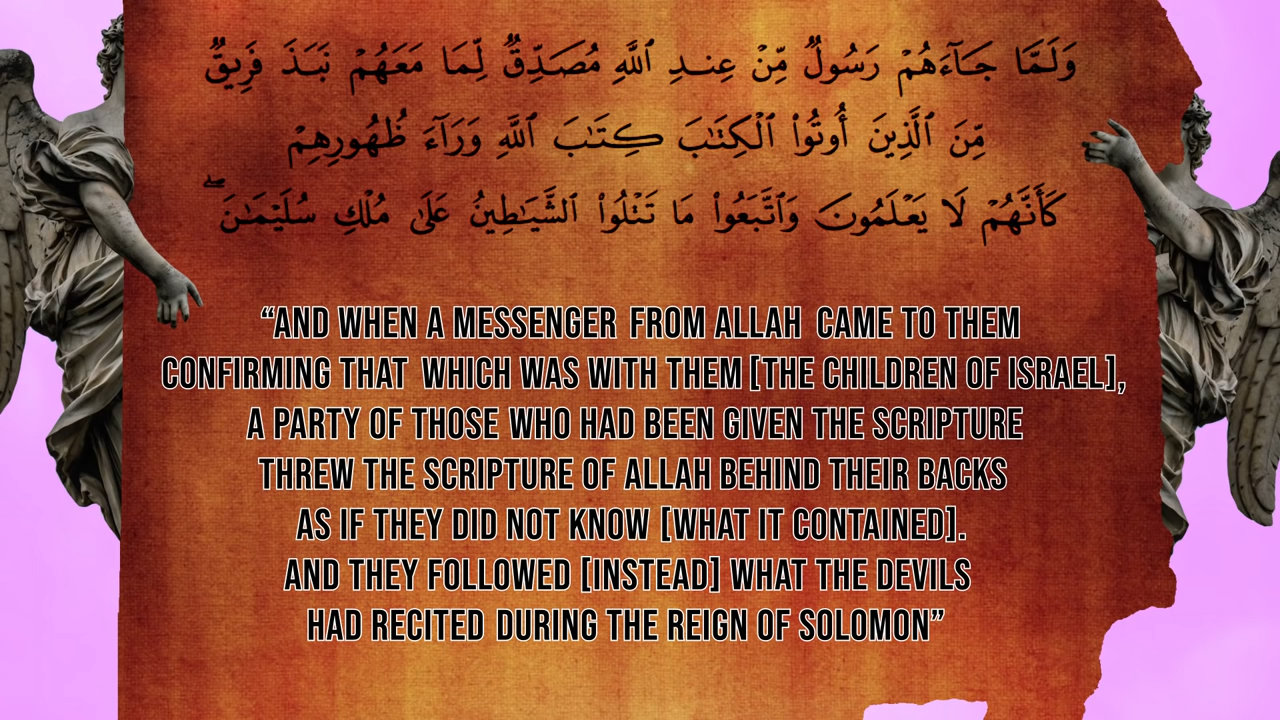 وَلَمَّا جَآءَهُمْ رَسُولٌ مِّنْ عِندِ ٱللَّهِ مُصَدِّقٌ لِّمَا مَعَهُمْ نَبَذَ فَرِيقٌ
مِّنَ ٱلَّذِينَ أُوتُوا۟ ٱلْكِتَٰبَ كِتَٰبَ ٱللَّهِ وَرَآءَ ظُهُورِهِمْ
كَأَنَّهُمْ لَا يَعْلَمُونَ وَٱتَّبَعُوا۟ مَا تَتْلُوا۟ ٱلشَّيَٰطِينُ عَلَىٰ مُلْكِ سُلَيْمَٰنَ ۖ
“AND WHEN A MESSENGER FROM ALLAH CAME TO THEM
CONFIRMING THAT WHICH WAS WITH THEM [THE CHILDREN OF ISRAEL],
A PARTY OF THOSE WHO HAD BEEN GIVEN THE SCRIPTURE
THREW THE SCRIPTURE OF ALLAH BEHIND THEIR BACKS
AS IF THEY DID NOT KNOW [WHAT IT CONTAINED].
AND THEY FOLLOWED [INSTEAD] WHAT THE DEVILS
HAD RECITED DURING THE REIGN OF SOLOMON”